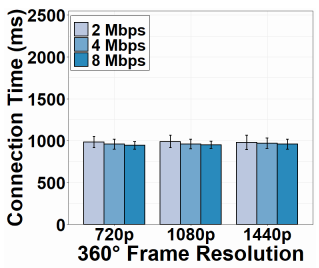 2500
2000
1500
1000
500
0
Connection Time (ms)
2 Mbps
4 Mbps
8 Mbps
720p 1080p 1440p
360° Frame Resolution